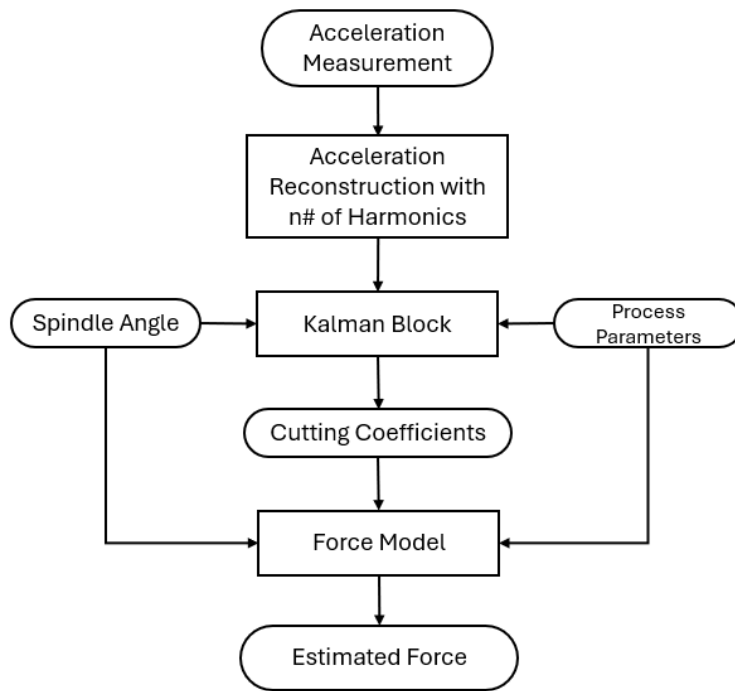 Acceleration
Measurement
Acceleration
Reconstruction with
n# of Harmonics
Spindle Angle
Kalman Block
Process
Parameters
Cutting Coefficients
Force Model
Estimated Force